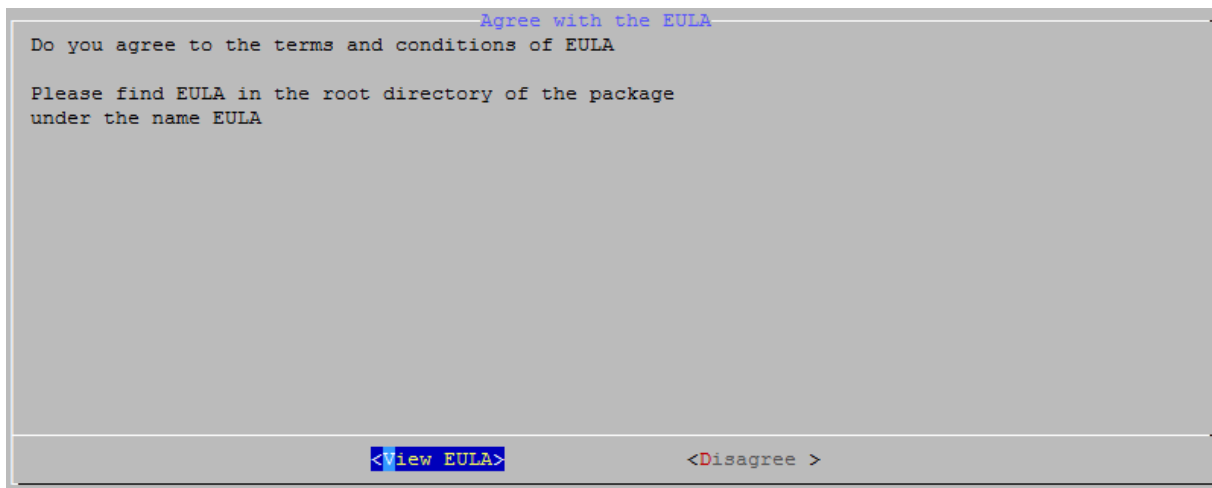 Agree with the EULA
Do you agree to the terms and conditions of EULA
Please find EULA in the root directory of the package
under the name EULA
<View EULA> <Disagree >